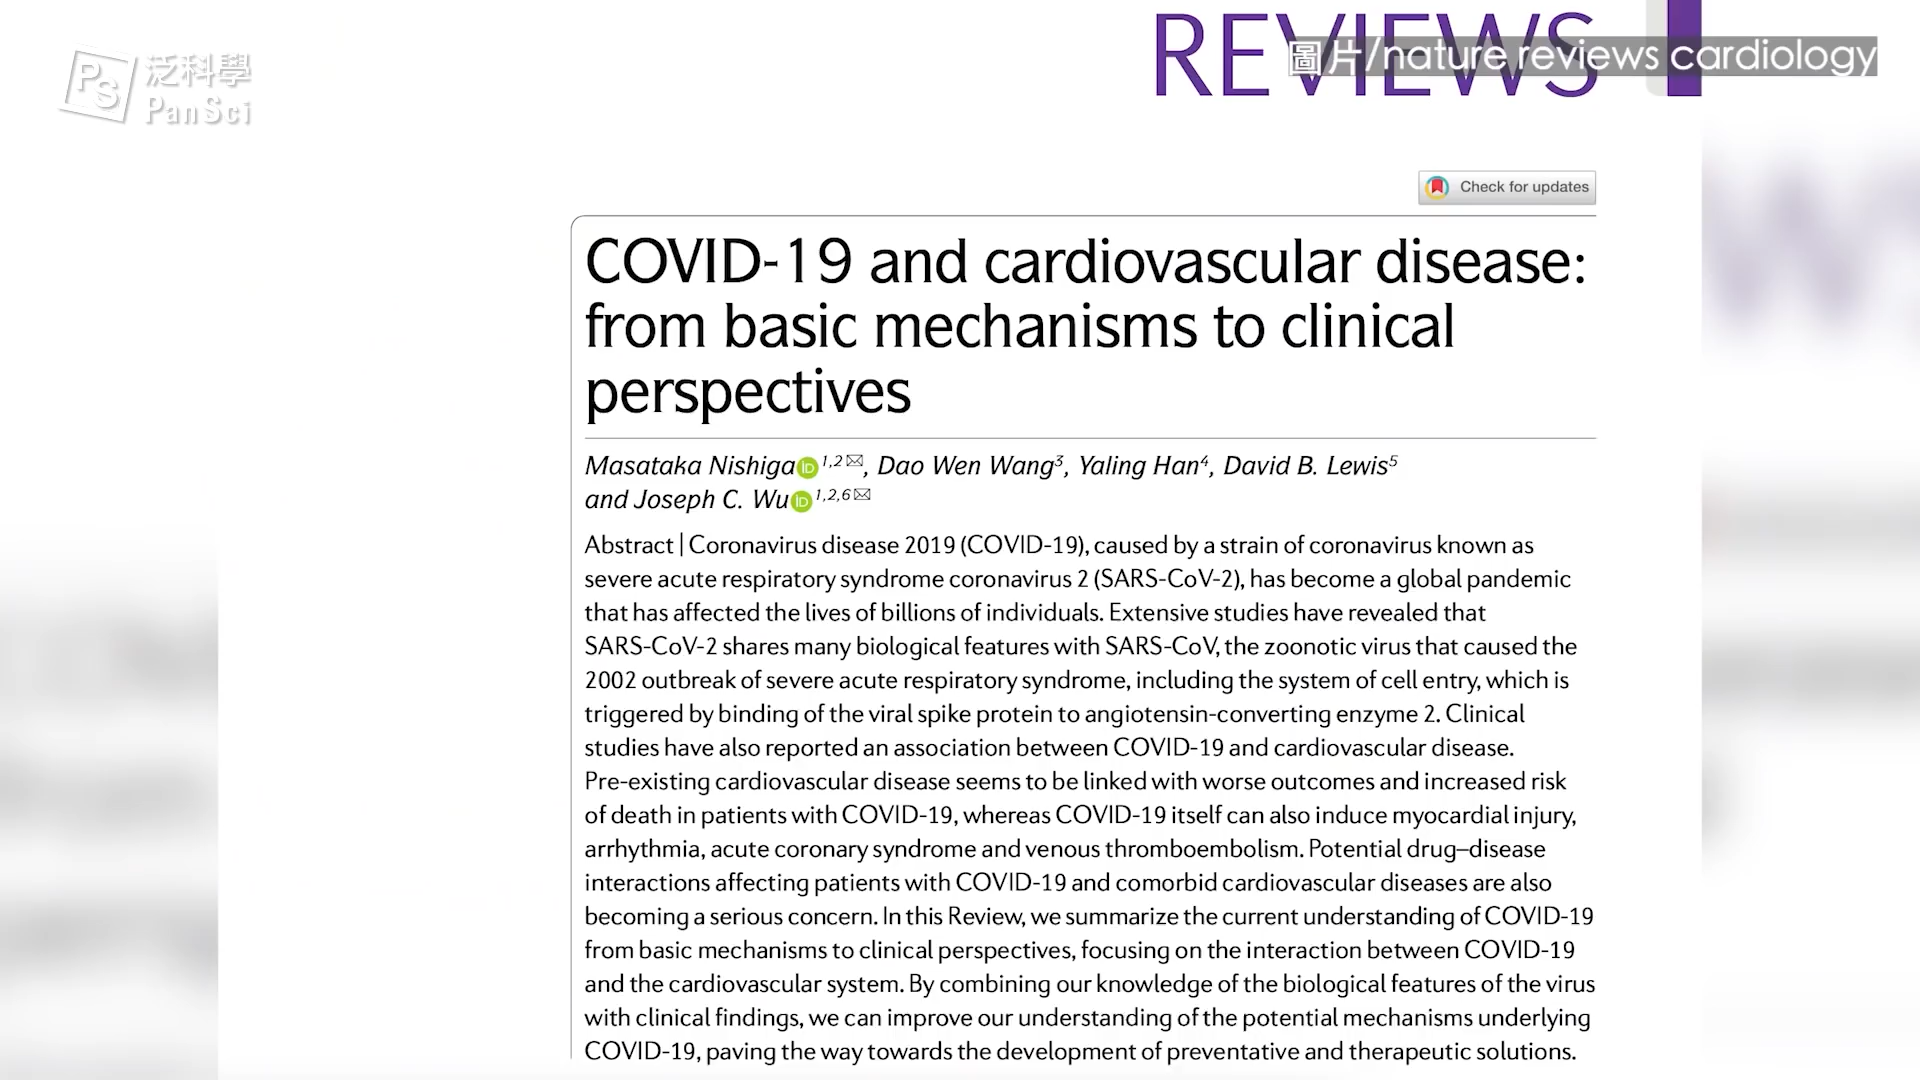 泛科學
PanSci
REVIEWS
圖片/nature reviews cardiology
Check for updates
COVID-19 and cardiovascular disease:
from basic mechanisms to clinical
perspectives
Masataka Nishiga iD 1,2✉, Dao Wen Wang3, Yaling Han4, David B. Lewis5
and Joseph C. Wu iD 1,2,6✉
Abstract | Coronavirus disease 2019 (COVID-19), caused by a strain of coronavirus known as
severe acute respiratory syndrome coronavirus 2 (SARS-CoV-2), has become a global pandemic
that has affected the lives of billions of individuals. Extensive studies have revealed that
SARS-CoV-2 shares many biological features with SARS-CoV, the zoonotic virus that caused the
2002 outbreak of severe acute respiratory syndrome, including the system of cell entry, which is
triggered by binding of the viral spike protein to angiotensin-converting enzyme 2. Clinical
studies have also reported an association between COVID-19 and cardiovascular disease.
Pre-existing cardiovascular disease seems to be linked with worse outcomes and increased risk
of death in patients with COVID-19, whereas COVID-19 itself can also induce myocardial injury,
arrhythmia, acute coronary syndrome and venous thromboembolism. Potential drug–disease
interactions affecting patients with COVID-19 and comorbid cardiovascular diseases are also
becoming a serious concern. In this Review, we summarize the current understanding of COVID-19
from basic mechanisms to clinical perspectives, focusing on the interaction between COVID-19
and the cardiovascular system. By combining our knowledge of the biological features of the virus
with clinical findings, we can improve our understanding of the potential mechanisms underlying
COVID-19, paving the way towards the development of preventative and therapeutic solutions.